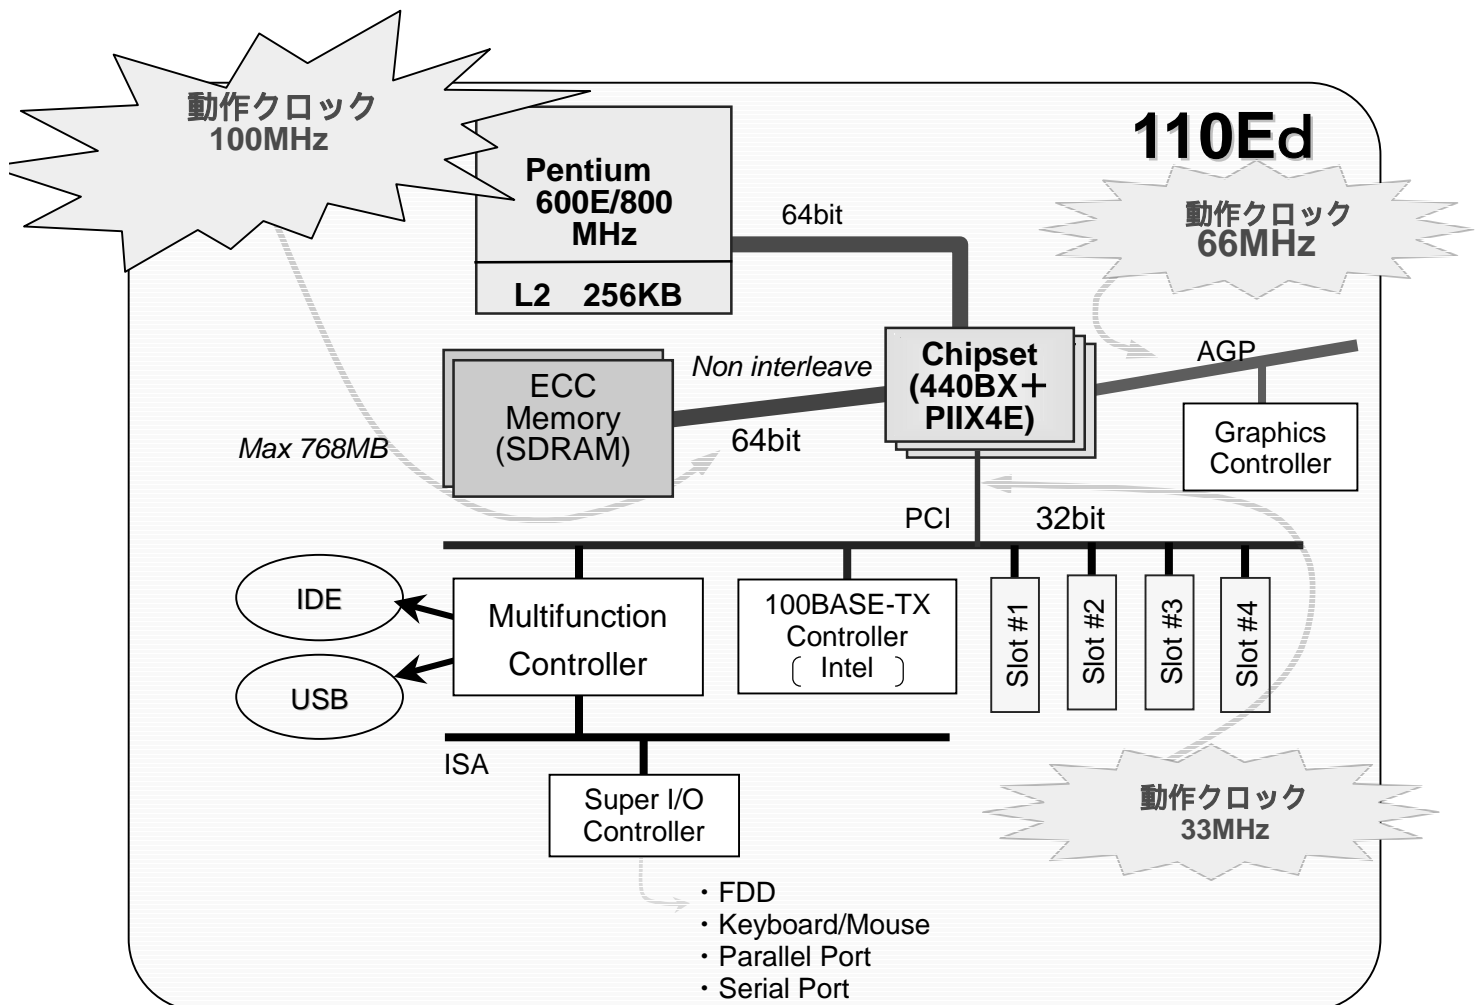 動作クロック
100MHz
110Ed
Pentium
600E/800
MHz
L2 256KB
64bit
動作クロック
66MHz
Chipset
(440BX＋
PIIX4E)
Non interleave
AGP
ECC
Memory
(SDRAM)
Max 768MB
64bit
Graphics
Controller
PCI
32bit
IDE
USB
Multifunction
Controller
100BASE-TX
Controller
( Intel )
Slot #1
Slot #2
Slot #3
Slot #4
ISA
Super I/O
Controller
動作クロック
33MHz
・FDD
・Keyboard/Mouse
・Parallel Port
・Serial Port